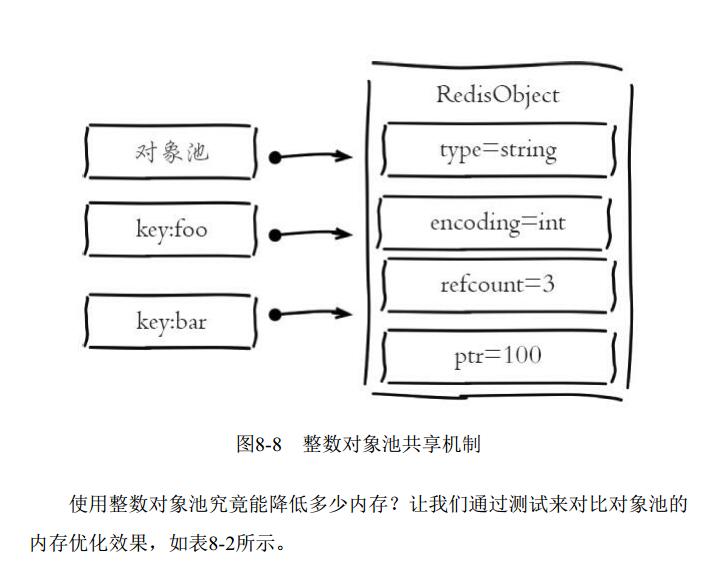 RedisObject
对象池
type=string
key:foo
encoding=int
refcount=3
key:bar
ptr=100
图8-8 整数对象池共享机制
使用整数对象池究竟能降低多少内存？让我们通过测试来对比对象池的
内存优化效果，如表8-2所示。